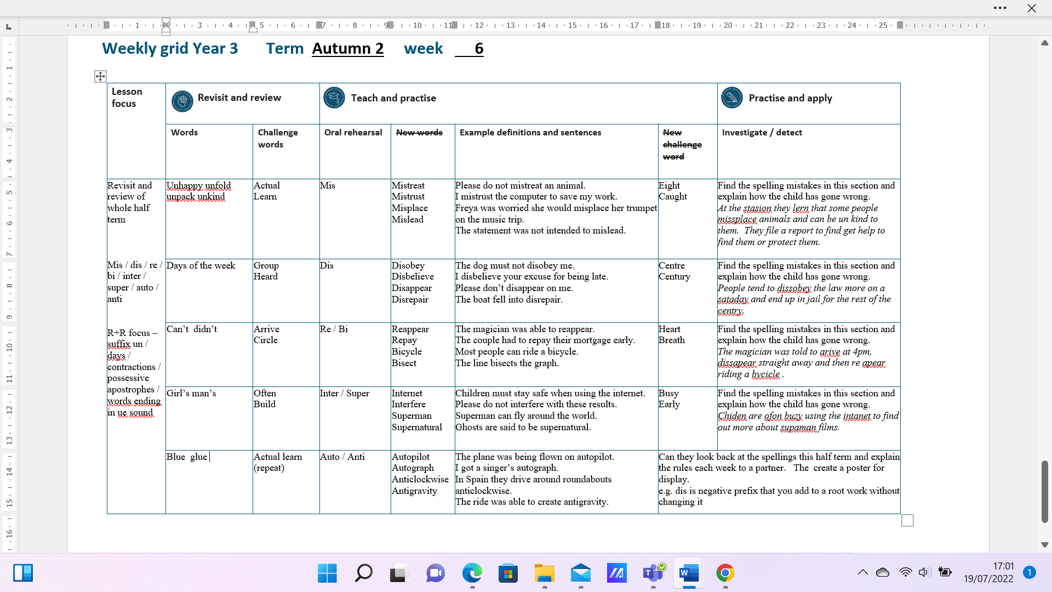 Weekly grid Year 3 Term Autumn 2 week 6
Lesson focus
Revisit and review
Teach and practise
Practise and apply
Words
Challenge words
Oral rehearsal
New words
Example definitions and sentences
New challenge word
Investigate / detect
Revisit and
review of
whole half
term
Unhappy unfold
unpack unkind
Actual
Learn
Mis
Mistreat
Mistrust
Misplace
Mislead
Please do not mistreat an animal.
I mistrust the computer to save my work.
Freya was worried she would misplace her trumpet
on the music trip.
The statement was not intended to mislead.
Eight
Caught
Find the spelling mistakes in this section and
explain how the child has gone wrong.
At the stasion they lern that some people
missplace animals and can be un kind to
them. They file a report to find get help to
find them or protect them.
Mis / dis / re /
bi / inter /
super / auto /
anti
R+R focus –
suffix un /
days /
contractions /
possessive
apostrophes /
words ending
in ue sound
Days of the week
Group
Heard
Dis
Disobey
Disbelieve
Disappear
Disrepair
The dog must not disobey me.
I disbelieve your excuse for being late.
Please don't disappear on me.
The boat fell into disrepair.
Centre
Century
Find the spelling mistakes in this section and
explain how the child has gone wrong.
People tend to dissobey the law more on a
sataday and end up in jail for the rest of the
centry.
Can't didn't
Arrive
Circle
Re / Bi
Reappear
Repay
Bicycle
Bisect
The magician was able to reappear.
The couple had to repay their mortgage early.
Most people can ride a bicycle.
The line bisects the graph.
Heart
Breath
Find the spelling mistakes in this section and
explain how the child has gone wrong.
The magician was told to arive at 4pm,
dissapear straight away and then re apear
riding a bycicle .
Girl's man's
Often
Build
Inter / Super
Internet
Interfere
Superman
Supernatural
Children must stay safe when using the internet.
Please do not interfere with these results.
Superman can fly around the world.
Ghosts are said to be supernatural.
Busy
Early
Find the spelling mistakes in this section and
explain how the child has gone wrong.
Chiden are ofon buzy using the intanet to find
out more about supaman films.
Blue glue
Actual learn
(repeat)
Auto / Anti
Autopilot
Autograph
Anticlockwise
Antigravity
The plane was being flown on autopilot.
I got a singer's autograph.
In Spain they drive around roundabouts
anticlockwise.
The ride was able to create antigravity.
Can they look back at the spellings this half term and explain
the rules each week to a partner. The create a poster for
display.
e.g. dis is negative prefix that you add to a root work without
changing it
17:01
19/07/2022
1